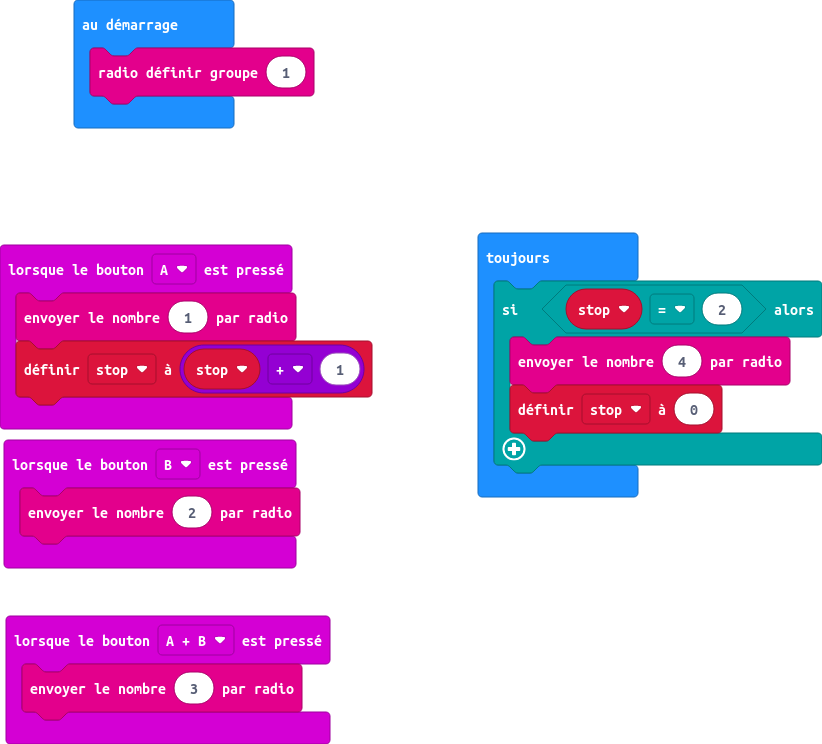 au démarrage
radio définir groupe 1
lorsque le bouton A est pressé
envoyer le nombre 1 par radio
définir stop à stop + 1
lorsque le bouton B est pressé
envoyer le nombre 2 par radio
lorsque le bouton A + B est pressé
envoyer le nombre 3 par radio
toujours
si stop = 2 alors
envoyer le nombre 4 par radio
définir stop à 0